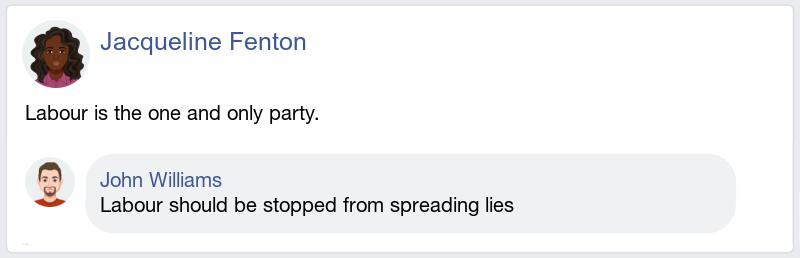 Jacqueline Fenton
Labour is the one and only party.
John Williams
Labour should be stopped from spreading lies